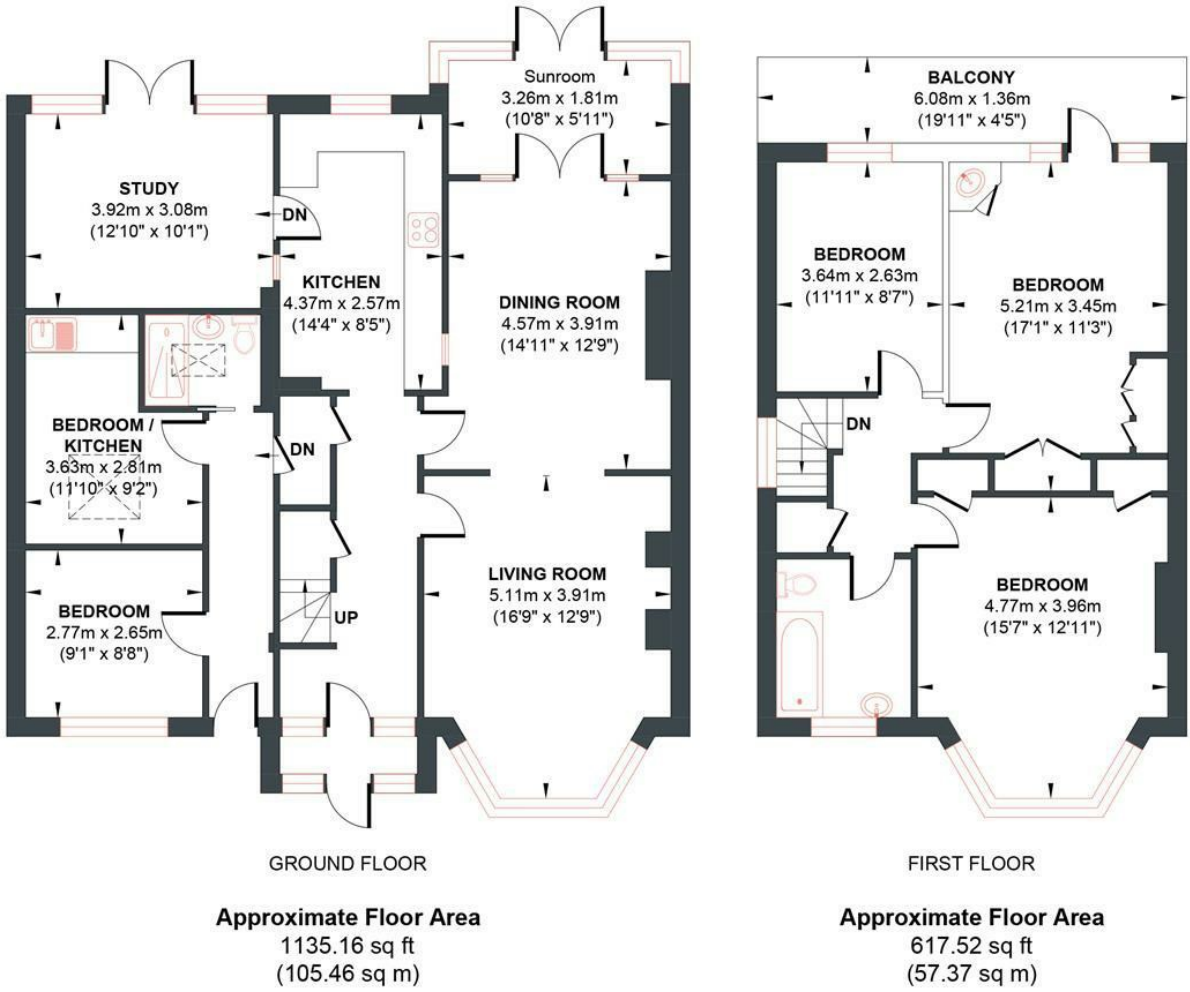 Sunroom
3.26m x 1.81m
(10'8" x 5'11")
STUDY
3.92m x 3.08m
(12'10" x 10'1")
DN
KITCHEN
4.37m x 2.57m
(14'4" x 8'5")
DINING ROOM
4.57m x 3.91m
(14'11" x 12'9")
BEDROOM /
KITCHEN
3.63m x 2.81m
(11'10" x 9'2")
DN
LIVING ROOM
5.11m x 3.91m
(16'9" x 12'9")
BEDROOM
2.77m x 2.65m
(9'1" x 8'8")
UP
GROUND FLOOR
Approximate Floor Area
1135.16 sq ft
(105.46 sq m)
BALCONY
6.08m x 1.36m
(19'11" x 4'5")
BEDROOM
3.64m x 2.63m
(11'11" x 8'7")
BEDROOM
5.21m x 3.45m
(17'1" x 11'3")
DN
BEDROOM
4.77m x 3.96m
(15'7" x 12'11")
FIRST FLOOR
Approximate Floor Area
617.52 sq ft
(57.37 sq m)